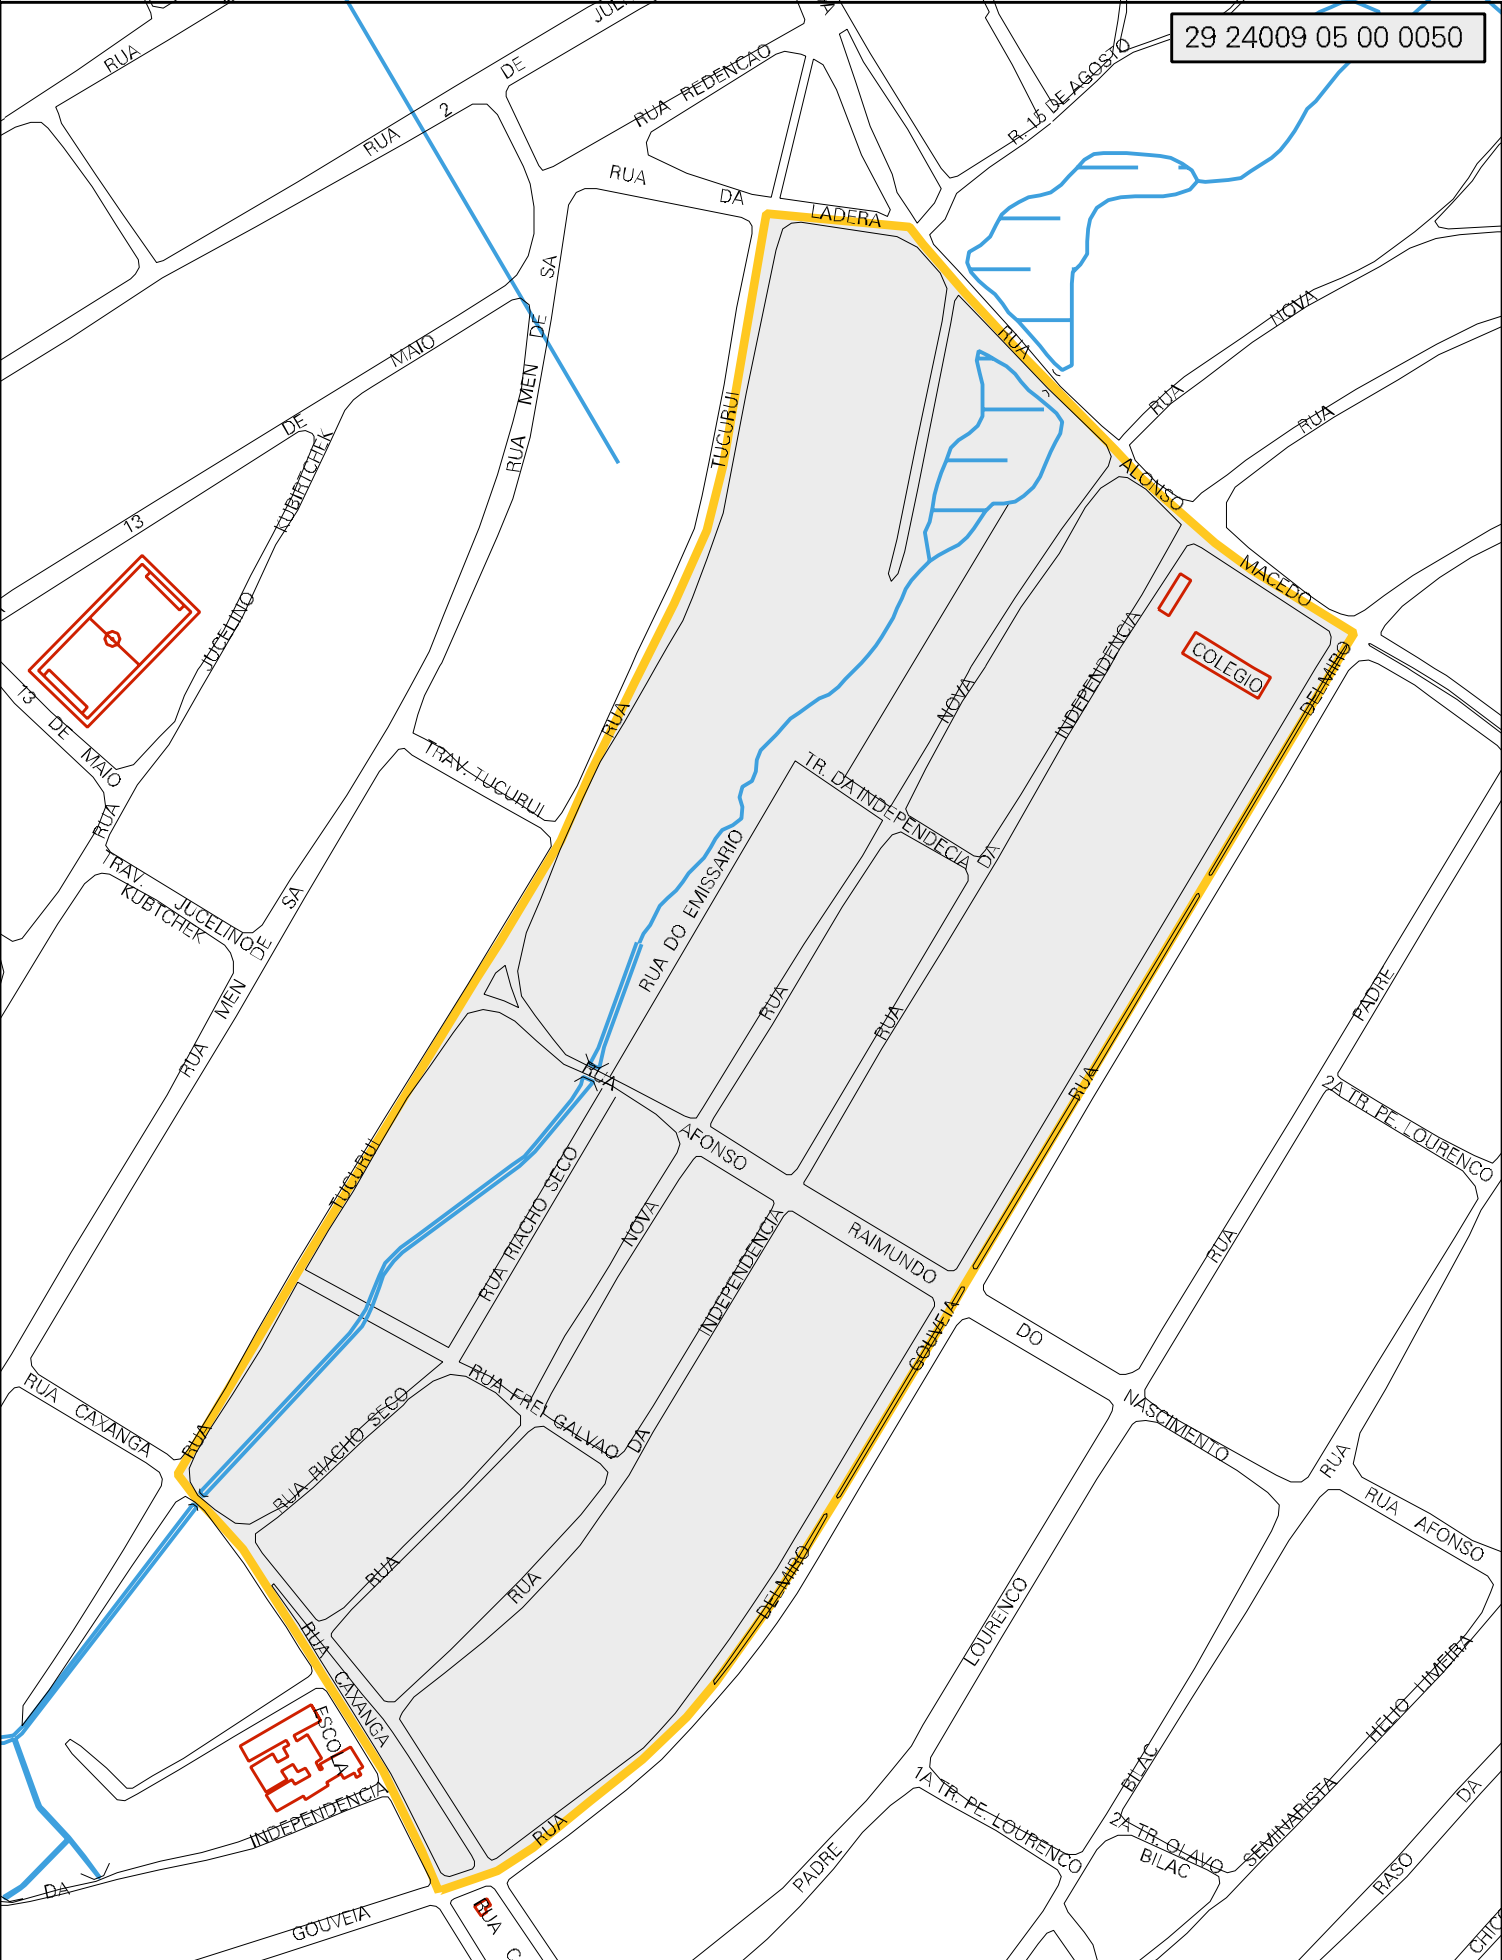 29 24009 05 00 0050
RUA
RUA 2 DE
RUA REDENCAO
R. 15 DE AGOSTO
RUA DA LADERA
RUA MEN DE SA
13 DE MAIO
RUA NOVA
RUA
RUA ALONSO MACEDO
RUA TUCURUI
RUA JUCELINO KUBIRTCHEK
13 DE MAIO
COLEGIO
TRAV. TUCURUI
TR. DA INDEPENDECIA
RUA NOVA
RUA DA INDEPENDENCIA
RUA DELMIRO
TRAV. JUCELINO
KUBTCHEK
RUA MEN DE SA
RUA DO EMISSARIO
RUA PADRE
2A TR. PE. LOURENCO
RUA AFONSO RAIMUNDO DO NASCIMENTO
RUA TUCURUI
RUA RIACHO SECO
RUA NOVA
RUA DA INDEPENDENCIA
GOUVEIA
RUA CAXANGA
RUA FREI GALVAO
RUA RIACHO SECO
RUA
RUA AFONSO
DELMIRO
RUA
LOURENCO
PADRE
RUA CAXANGA
ESCOLA
INDEPENDENCIA
DA
BILAC
HELIO LIMEIRA
SEMINARISTA
1A TR. PE. LOURENCO
2A TR. OLAVO
BILAC
RASO DA
GOUVEIA
RUA C